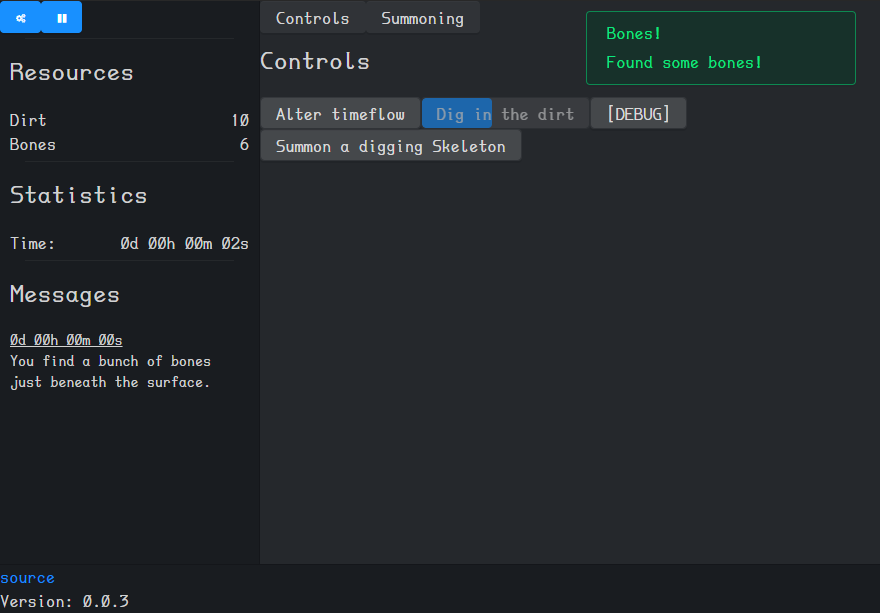 Controls Summoning
Bones!
Found some bones!
Resources
Dirt 10
Bones 6
Statistics
Time: 0d 00h 00m 02s
Messages
0d 00h 00m 00s
You find a bunch of bones
just beneath the surface.
Controls
Alter timeflow Dig in the dirt [DEBUG]
Summon a digging Skeleton
source
Version: 0.0.3